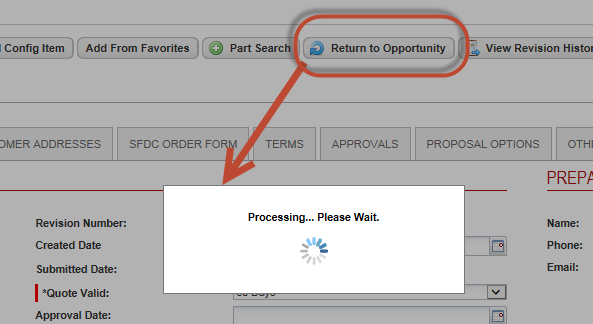 Config Item Add From Favorites Part Search Return to Opportunity View Revision Histor
OMER ADDRESSES SFDC ORDER FORM TERMS APPROVALS PROPOSAL OPTIONS OTH
PREPA
Processing... Please Wait.
Revision Number: Name:
Created Date Phone:
Submitted Date: Email:
*Quote Valid: Days
Approval Date: